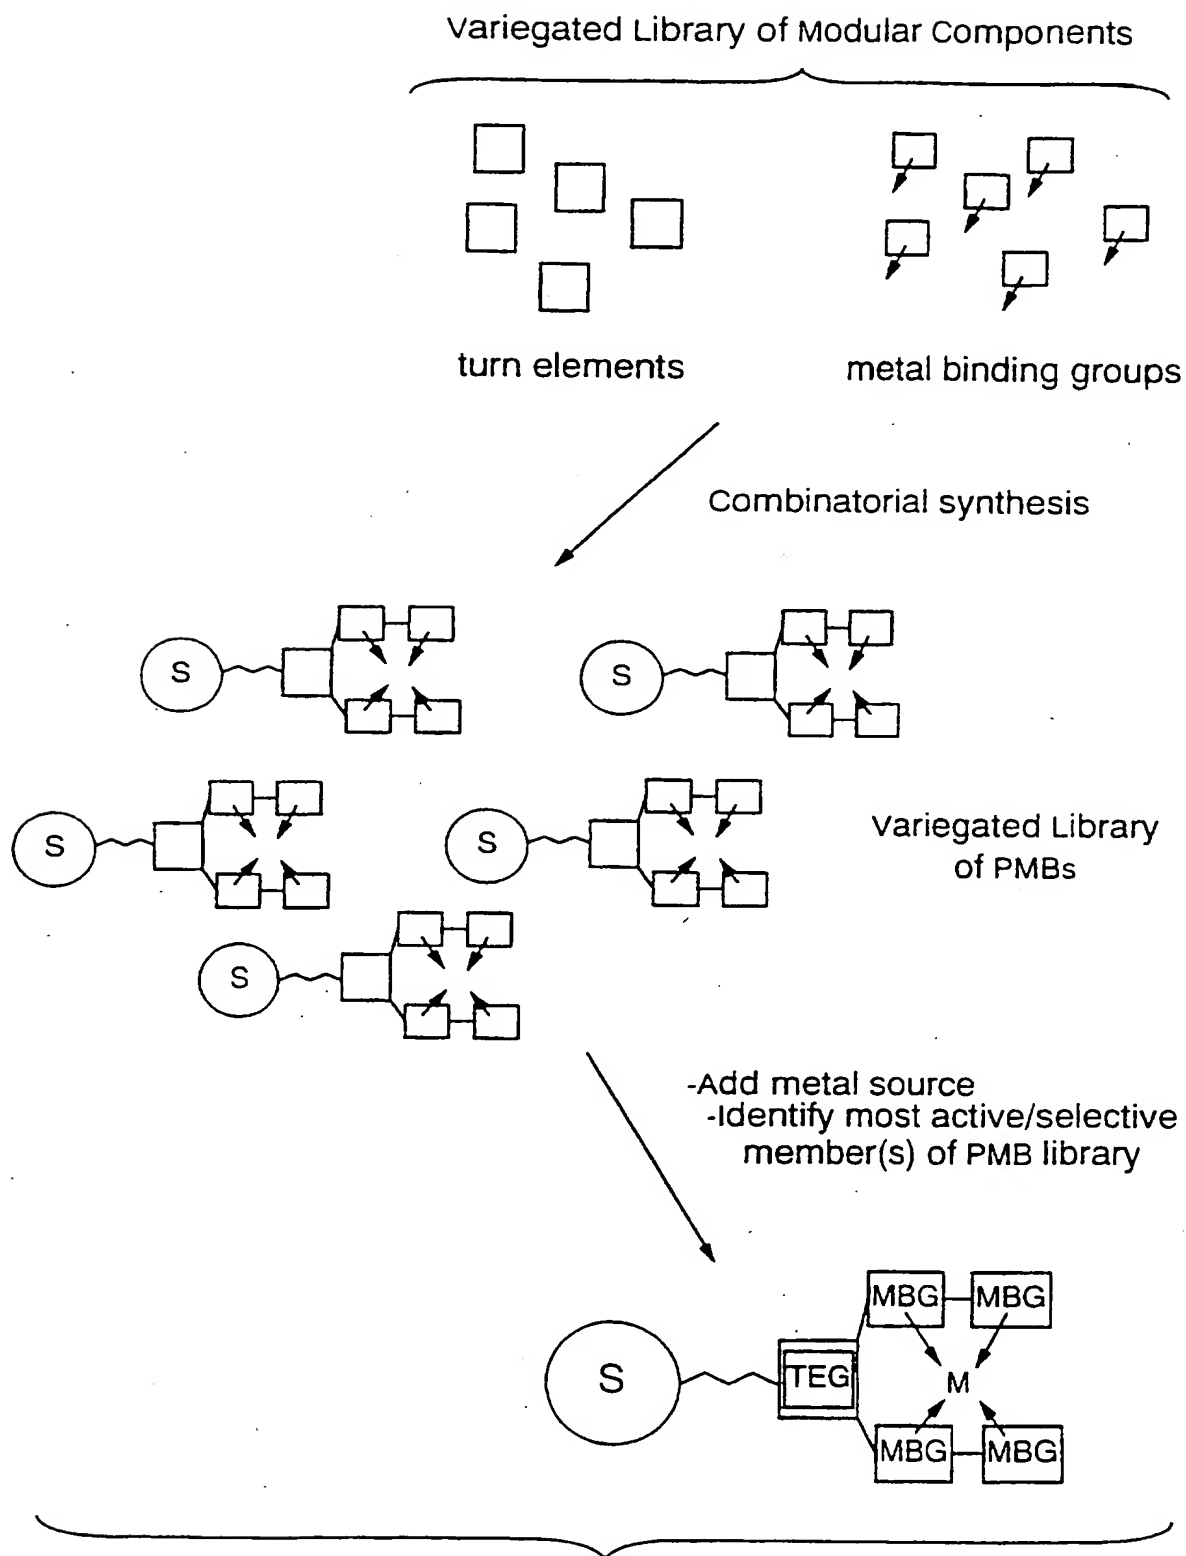 Variegated Library of Modular Components
turn elements
metal binding groups
Combinatorial synthesis
S
S
S
S
Variegated Library
of PMBs
S
-Add metal source
-Identify most active/selective
member(s) of PMB library
MBG
MBG
S
TEG
M
MBG
MBG